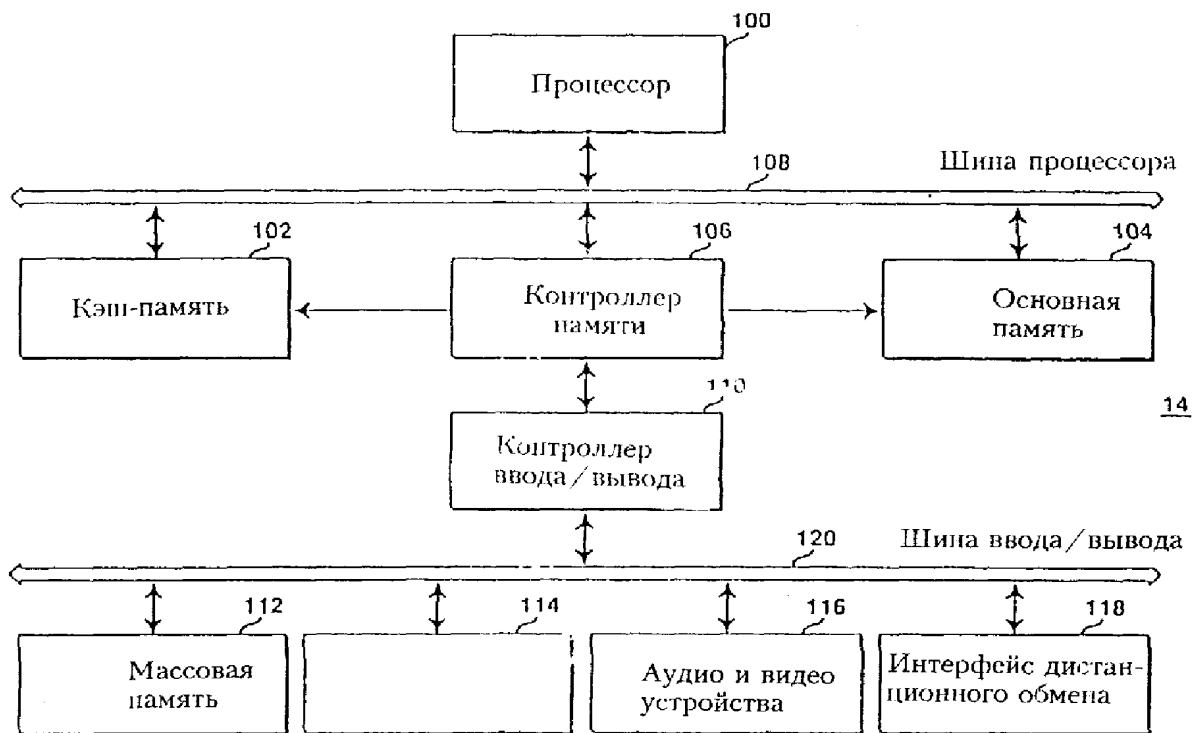 100
Процессор
Шина процессора
108
102
106
104
Кэш-память
Контроллер
памяти
Основная
память
110
14
Контроллер
ввода/вывода
Шина ввода/вывода
120
112
114
116
118
Массовая
память
Аудио и видео
устройства
Интерфейс дистан-
ционного обмена